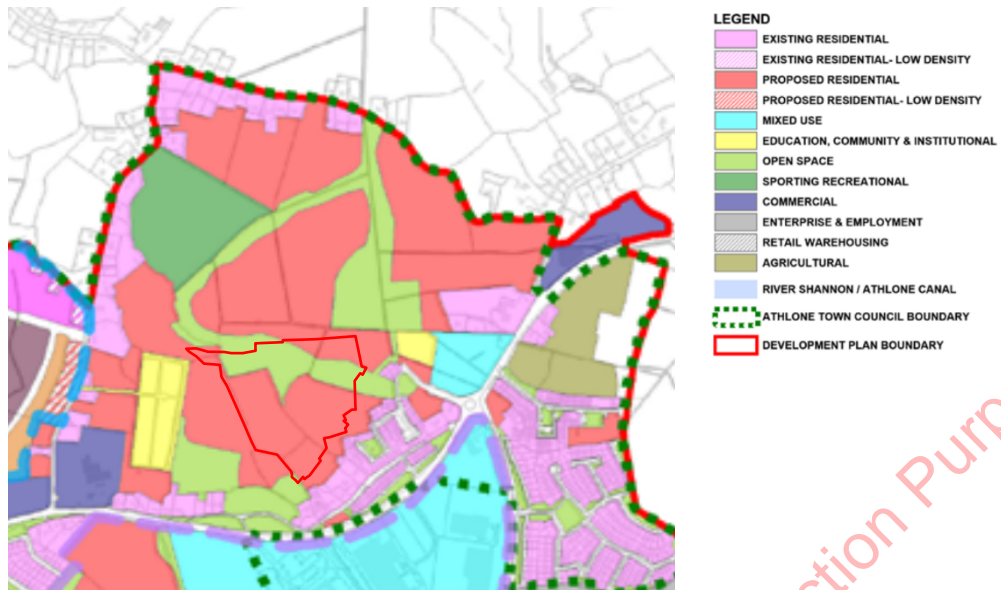 LEGEND
EXISTING RESIDENTIAL
EXISTING RESIDENTIAL- LOW DENSITY
PROPOSED RESIDENTIAL
PROPOSED RESIDENTIAL- LOW DENSITY
MIXED USE
EDUCATION, COMMUNITY & INSTITUTIONAL
OPEN SPACE
SPORTING RECREATIONAL
COMMERCIAL
ENTERPRISE & EMPLOYMENT
RETAIL WAREHOUSING
AGRICULTURAL
RIVER SHANNON / ATHLONE CANAL
ATHLONE TOWN COUNCIL BOUNDARY
DEVELOPMENT PLAN BOUNDARY
ction Purp